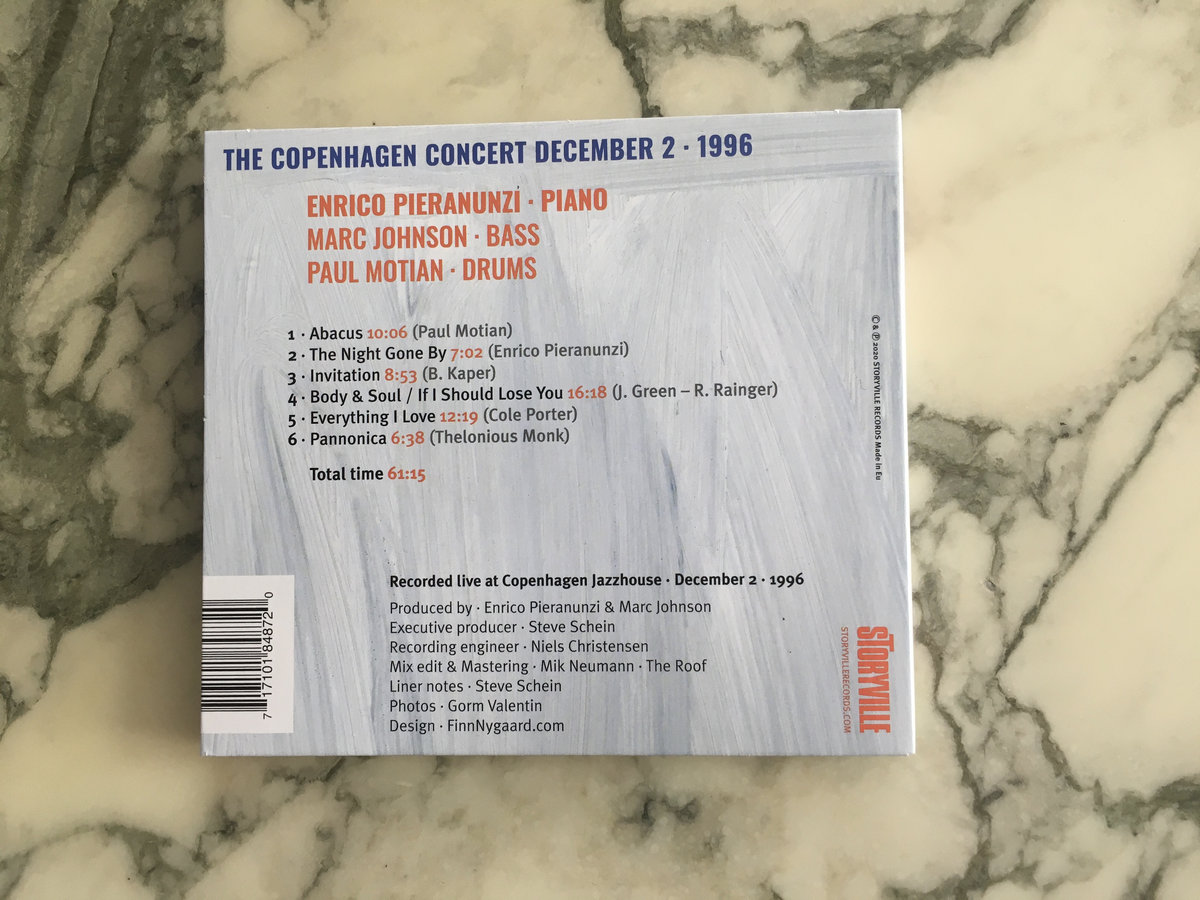 THE COPENHAGEN CONCERT DECEMBER 2 · 1996
ENRICO PIERANUNZI · PIANO
MARC JOHNSON · BASS
PAUL MOTIAN · DRUMS
1 · Abacus 10:06 (Paul Motian)
2 · The Night Gone By 7:02 (Enrico Pieranunzi)
3 · Invitation 8:53 (B. Kaper)
4 · Body & Soul / If I Should Lose You 16:18 (J. Green – R. Rainger)
5 · Everything I Love 12:19 (Cole Porter)
6 · Pannonica 6:38 (Thelonious Monk)
Total time 61:15
Recorded live at Copenhagen Jazzhouse · December 2 · 1996
Produced by · Enrico Pieranunzi & Marc Johnson
Executive producer · Steve Schein
Recording engineer · Niels Christensen
Mix edit & Mastering · Mik Neumann · The Roof
Liner notes · Steve Schein
Photos · Gorm Valentin
Design · FinnNygaard.com
7 17101 84872 0
© & ℗ 2020 STORYVILLE RECORDS Made in Eu
STORYVILLE
STORYVILLERECORDS.COM